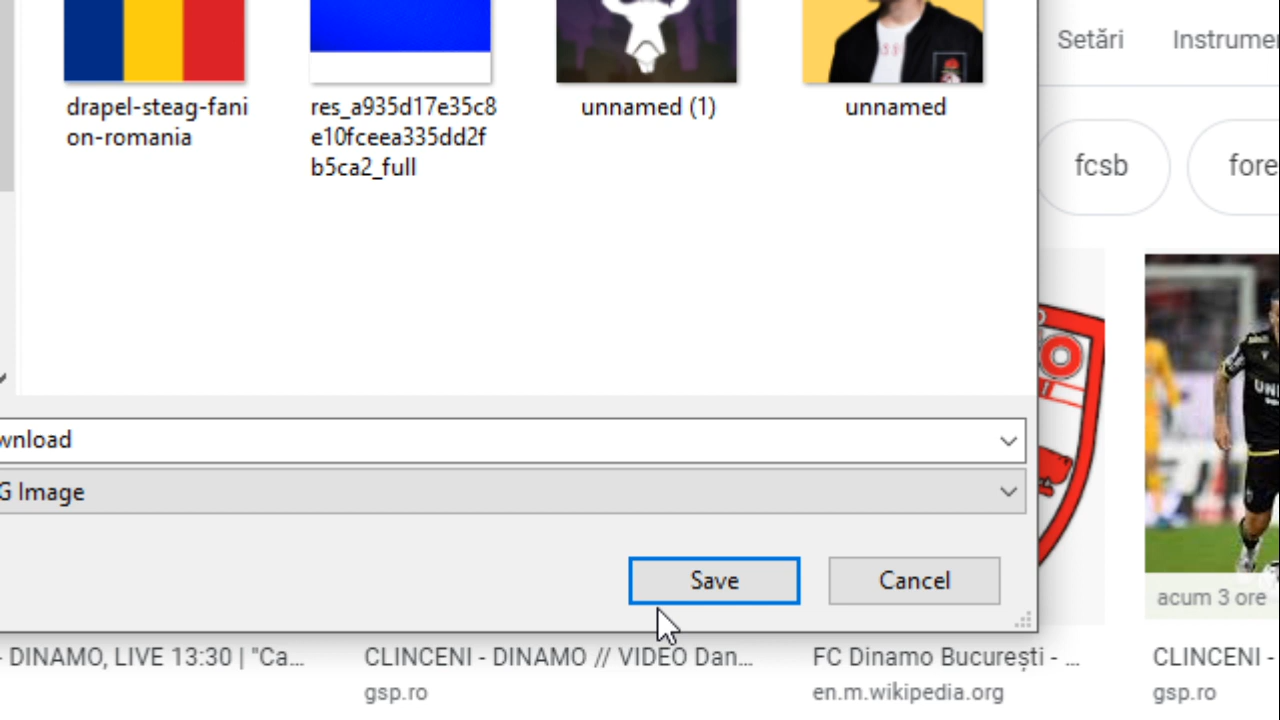 Setări Instrumen
drapel-steag-fani
on-romania
res_a935d17e35c8
e10fceea335dd2f
b5ca2_full
unnamed (1)
unnamed
fcsb
fore
wnload
G Image
Save
Cancel
acum 3 ore
- DINAMO, LIVE 13:30 | "Ca...
CLINCENI - DINAMO // VIDEO Dan...
gsp.ro
FC Dinamo București - ...
en.m.wikipedia.org
CLINCENI -
gsp.ro